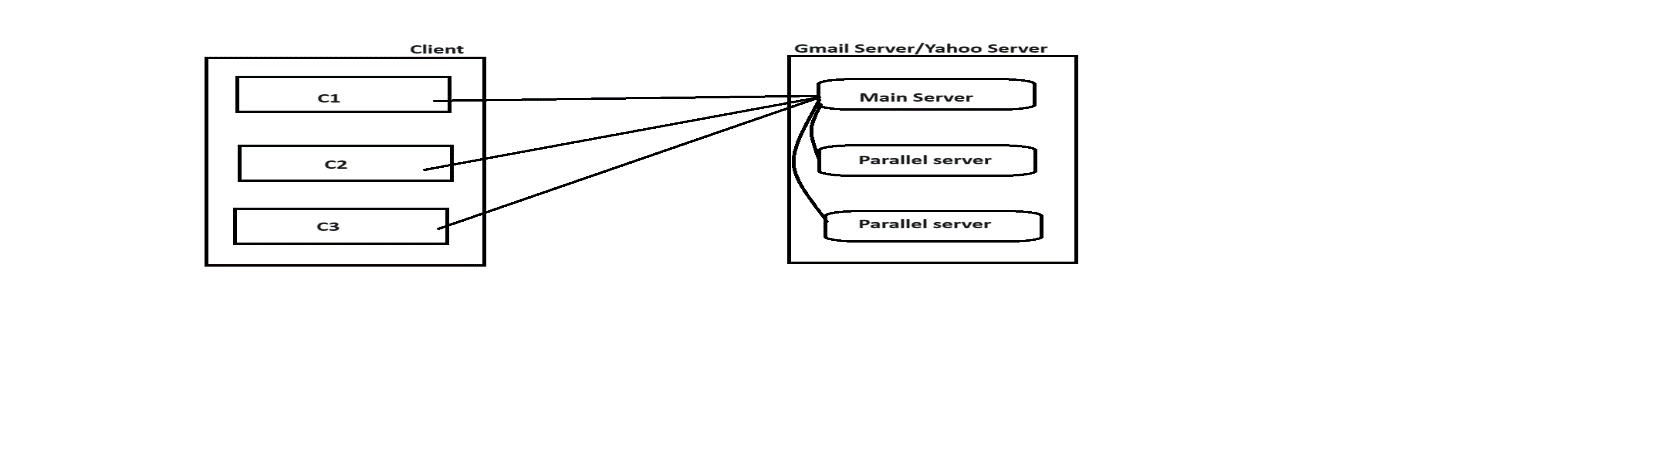 Client
C1
C2
C3
Gmail Server/Yahoo Server
Main Server
Parallel server
Parallel server